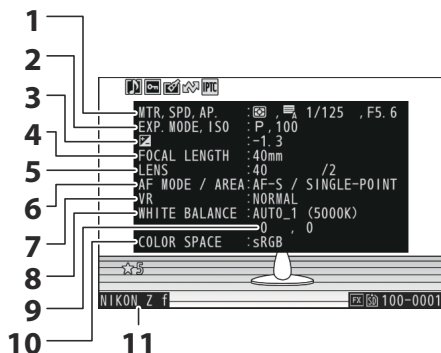 1
2
3
4
5
6
7
8
9
10
11
IPTC
MTR, SPD, AP. : , A 1/125 , F5. 6
EXP. MODE, ISO : P, 100
: -1. 3
FOCAL LENGTH : 40mm
LENS : 40 /2
AF MODE / AREA : AF-S / SINGLE-POINT
VR : NORMAL
WHITE BALANCE : AUTO_1 (5000K)
: 0 , 0
COLOR SPACE : sRGB
☆5
NIKON Z f FX SD 100-0001